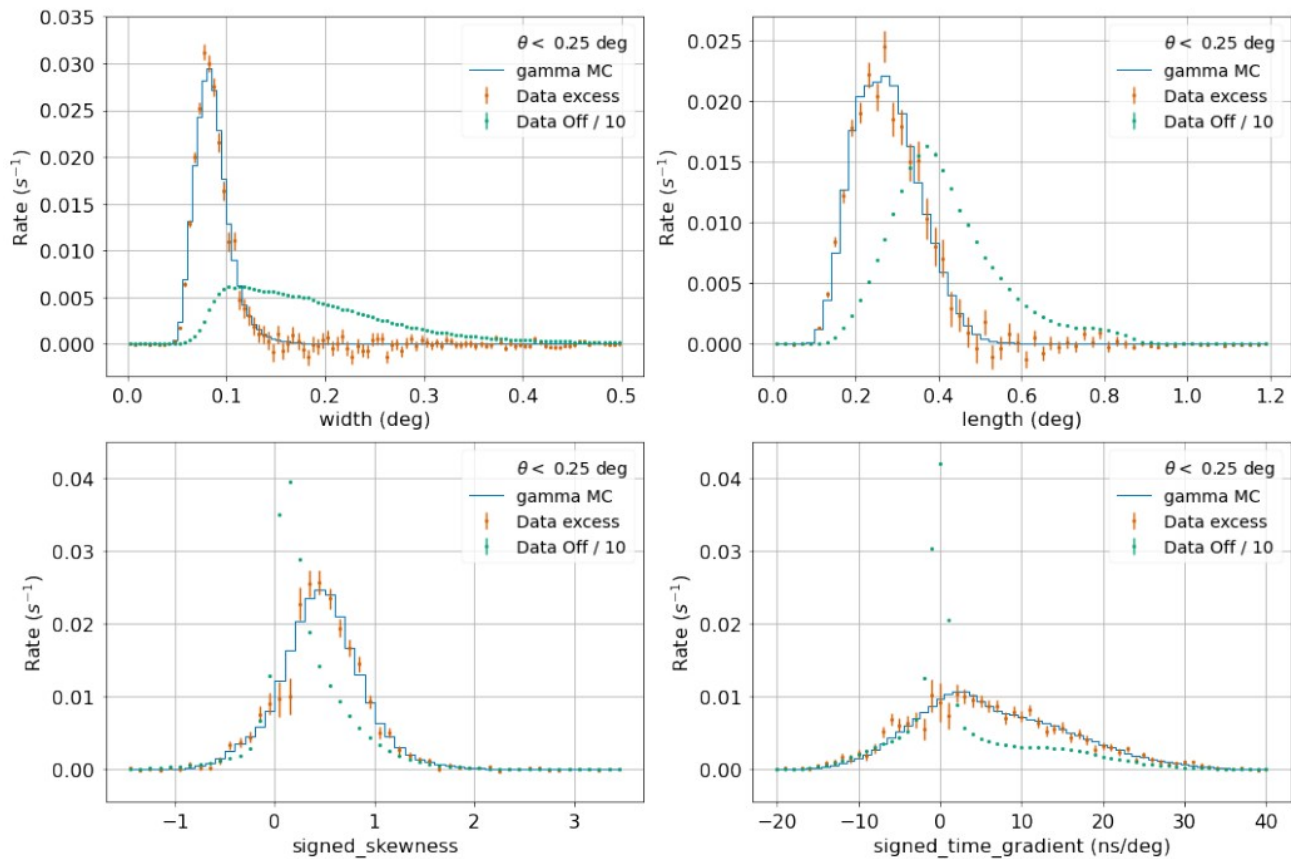 0.035
0.030
0.025
0.020
0.015
0.010
0.005
0.000
Rate (s⁻¹)
θ < 0.25 deg
gamma MC
Data excess
Data Off / 10
0.0 0.1 0.2 0.3 0.4 0.5
width (deg)
0.025
0.020
0.015
0.010
0.005
0.000
Rate (s⁻¹)
θ < 0.25 deg
gamma MC
Data excess
Data Off / 10
0.0 0.2 0.4 0.6 0.8 1.0 1.2
length (deg)
0.04
0.03
0.02
0.01
0.00
Rate (s⁻¹)
θ < 0.25 deg
gamma MC
Data excess
Data Off / 10
−1 0 1 2 3
signed_skewness
0.04
0.03
0.02
0.01
0.00
Rate (s⁻¹)
θ < 0.25 deg
gamma MC
Data excess
Data Off / 10
−20 −10 0 10 20 30 40
signed_time_gradient (ns/deg)